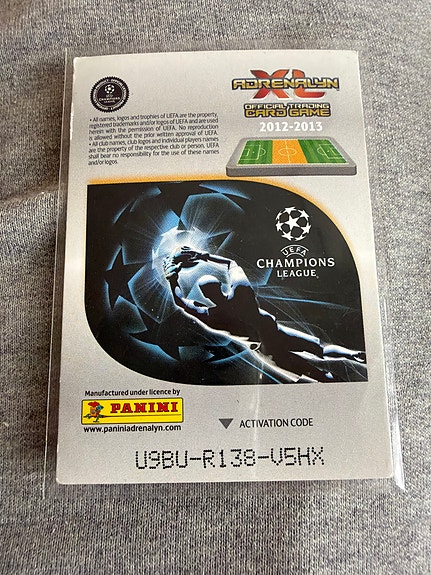 ADRENALYN
XL
OFFICIAL TRADING
CARD GAME
2012-2013
• All names, logos and trophies of UEFA are the property,
registered trademarks and/or logos of UEFA and are used
herein with the permission of UEFA. No reproduction
is allowed without the prior written approval of UEFA.
• All club names, club logos and individual players names
are the property of the respective club or person. UEFA
shall bear no responsibility for the use of these names
and/or logos.
UEFA
CHAMPIONS
LEAGUE
Manufactured under licence by
PANINI
www.paniniadrenalyn.com
ACTIVATION CODE
U9BU-R138-V5HX